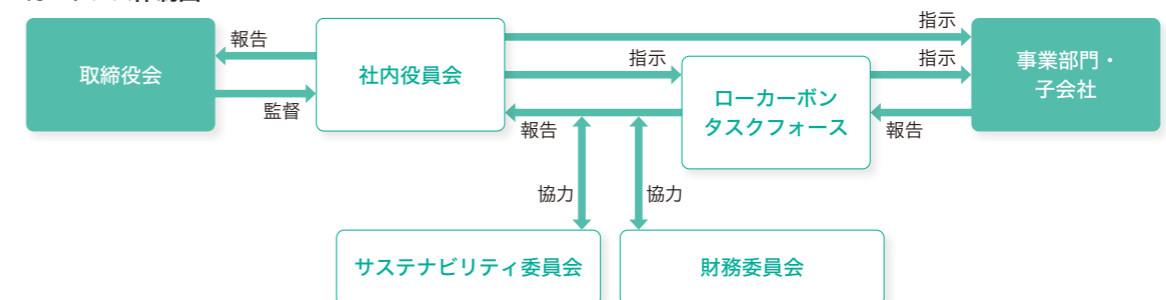 指示
報告
取締役会
社内役員会
指示
指示
事業部門・
子会社
監督
ローカーボン
タスクフォース
報告
報告
協力
協力
サステナビリティ委員会
財務委員会